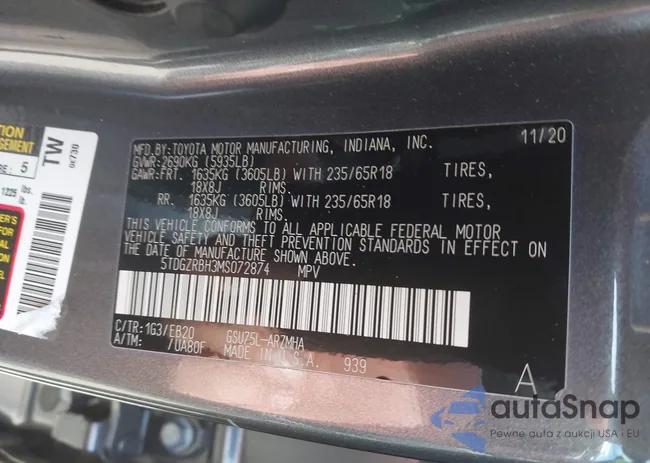 MFD.BY:TOYOTA MOTOR MANUFACTURING, INDIANA, INC. 11/20
GVWR:2690KG (5935LB)
GAWR:FRT. 1635KG (3605LB) WITH 235/65R18 TIRES,
18X8J RIMS.
RR. 1635KG (3605LB) WITH 235/65R18 TIRES,
18X8J RIMS.
THIS VEHICLE CONFORMS TO ALL APPLICABLE FEDERAL MOTOR
VEHICLE SAFETY AND THEFT PREVENTION STANDARDS IN EFFECT ON
THE DATE OF MANUFACTURE SHOWN ABOVE.
5TDGZRBH3MS072874 MPV
C/TR: 1G3/EB20 GSU75L-ARZMHA
A/TM: /UA80F MADE IN U.S.A. 939
A
TW
5
1225 lbs.
autoSnap
Pewne auta z aukcji USA i EU